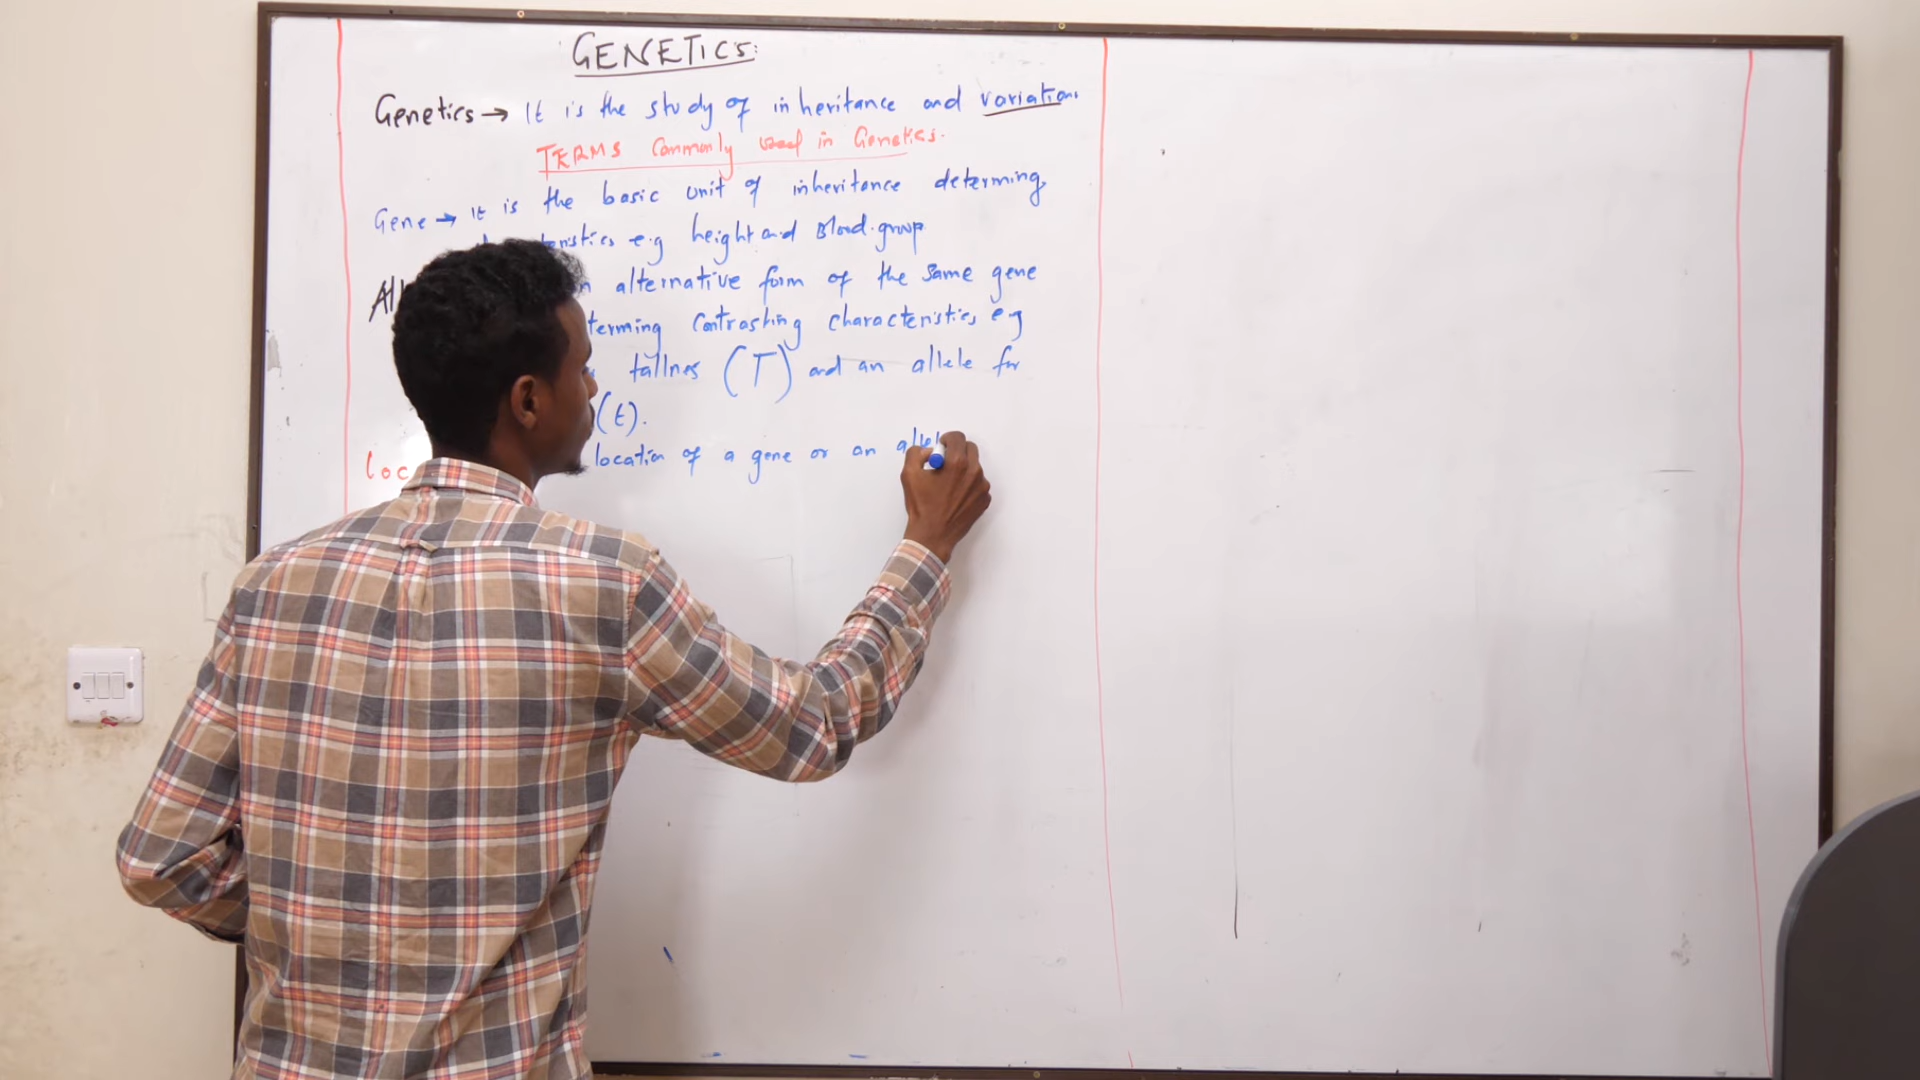 GENETICS:
Genetics → It is the study of inheritance and variation.
TERMS Commonly used in Genetics.
Gene → it is the basic unit of inheritance determing
e.g height and Blood.group
alternative form of the same gene
contrasting characteristics e.g
tallnes (T) and an allele for
(t).
location of a gene or an